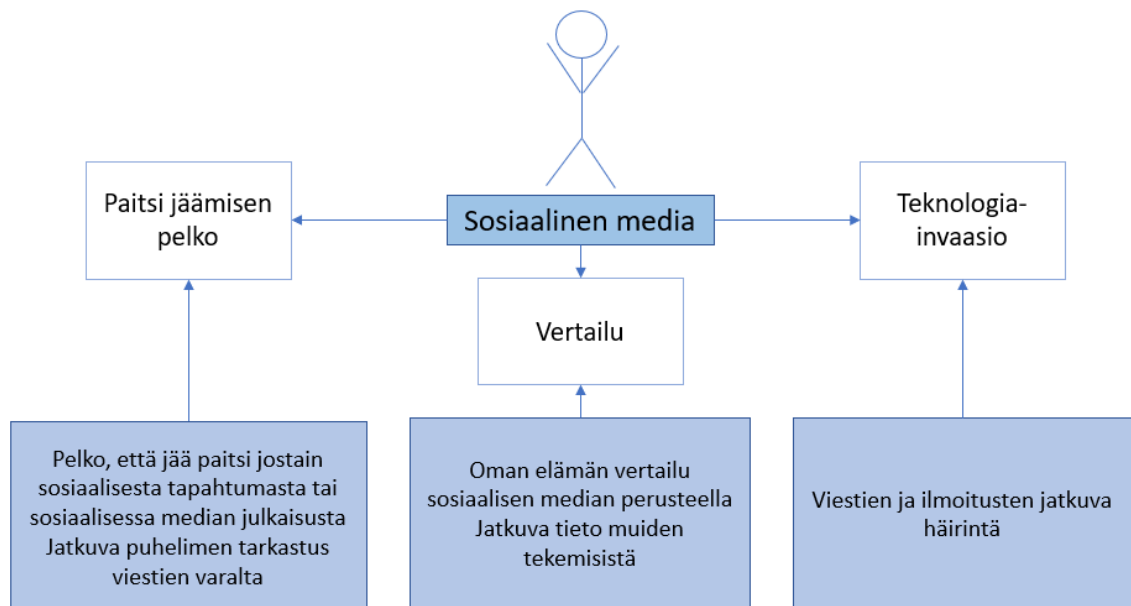 Sosiaalinen media
Paitsi jäämisen
pelko
Vertailu
Teknologia-
invaasio
Pelko, että jää paitsi jostain
sosiaalisesta tapahtumasta tai
sosiaalisessa median julkaisusta
Jatkuva puhelimen tarkastus
viestien varalta
Oman elämän vertailu
sosiaalisen median perusteella
Jatkuva tieto muiden
tekemisistä
Viestien ja ilmoitusten jatkuva
häirintä